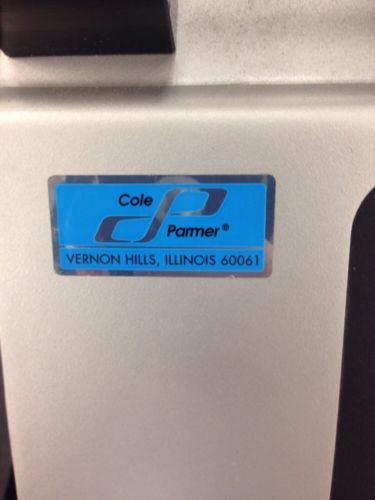 Cole
Parmer®
VERNON HILLS, ILLINOIS 60061